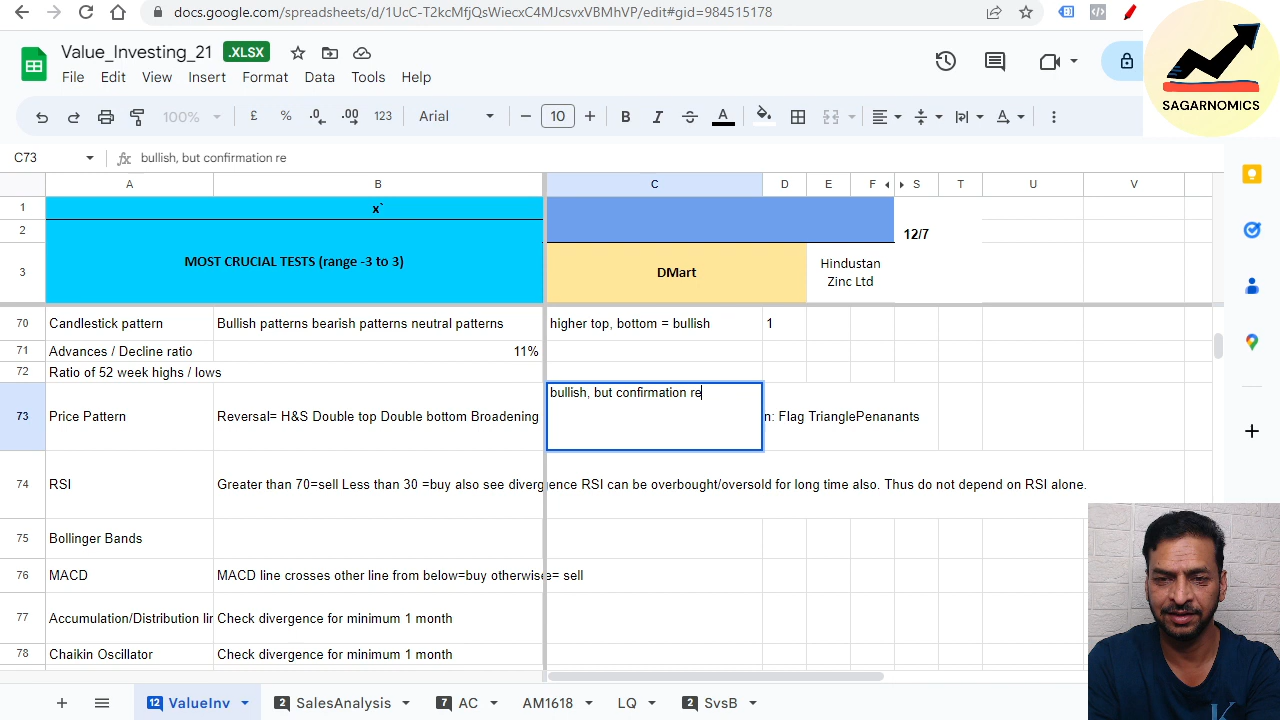 docs.google.com/spreadsheets/d/1UcC-T2kcMfjQsWiecxC4MJcsvxVBMhVP/edit#gid=984515178
Value_Investing_21 .XLSX
File Edit View Insert Format Data Tools Help
SAGARNOMICS
100% £ % .0 .00 123 Arial 10 B I S A
C73 fx bullish, but confirmation re
A B C D E F S T U V
1 x`
2 12/7
3 MOST CRUCIAL TESTS (range -3 to 3) DMart Hindustan
Zinc Ltd
70 Candlestick pattern Bullish patterns bearish patterns neutral patterns higher top, bottom = bullish 1
71 Advances / Decline ratio 11%
72 Ratio of 52 week highs / lows
bullish, but confirmation re
73 Price Pattern Reversal= H&S Double top Double bottom Broadening n: Flag TrianglePenanants
74 RSI Greater than 70=sell Less than 30 =buy also see divergence RSI can be overbought/oversold for long time also. Thus do not depend on RSI alone.
75 Bollinger Bands
76 MACD MACD line crosses other line from below=buy otherwise= sell
77 Accumulation/Distribution lin Check divergence for minimum 1 month
78 Chaikin Oscillator Check divergence for minimum 1 month
12 ValueInv 2 SalesAnalysis 7 AC AM1618 LQ 2 SvsB